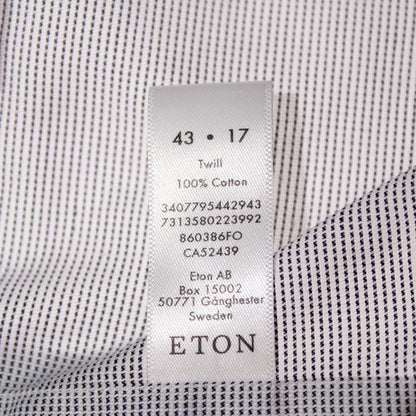 43 • 17
Twill
100% Cotton
3407795442943
7313580223992
860386FO
CA52439
Eton AB
Box 15002
50771 Gånghester
Sweden
ETON